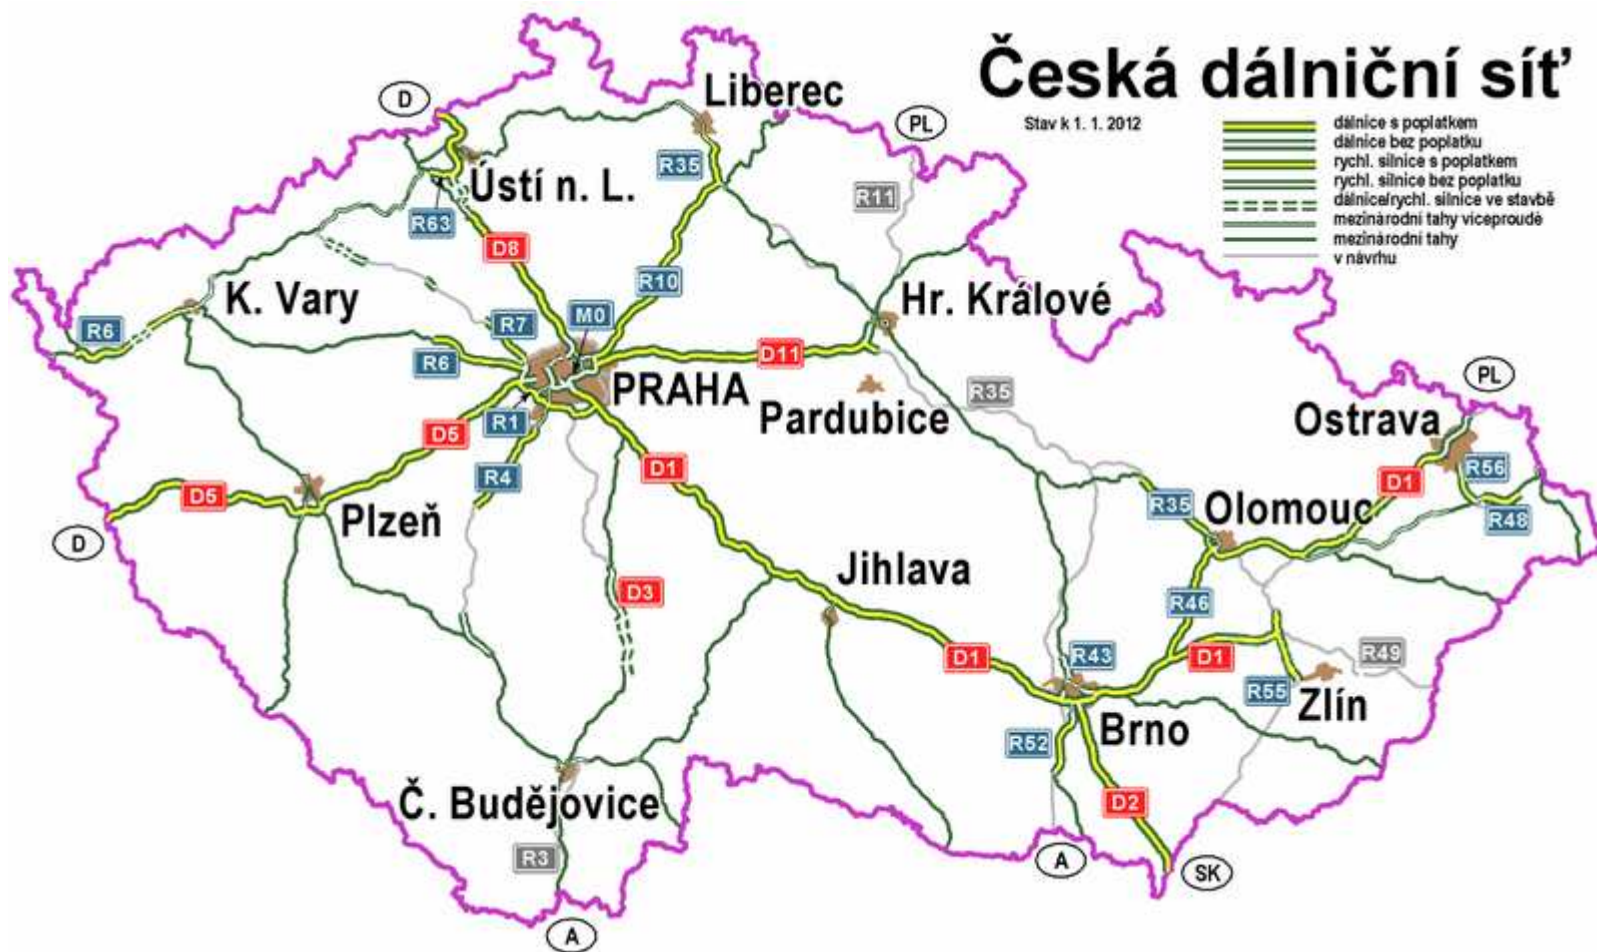 Česká dálniční síť
Stav k 1. 1. 2012
dálnice s poplatkem
dálnice bez poplatku
rychl. silnice s poplatkem
rychl. silnice bez poplatku
dálnice/rychl. silnice ve stavbě
mezinárodní tahy víceproudé
mezinárodní tahy
v návrhu
D
Liberec
PL
R35
Ústí n. L.
R11
R63
D8
R10
K. Vary
Hr. Králové
R6
R7
M0
R6
D11
PRAHA
PL
R1
Pardubice
R35
Ostrava
D5
R4
D1
D1
R56
D5
Plzeň
R35
Olomouc
R48
D
Jihlava
D3
R46
D1
R43
D1
R49
R55
Zlín
R52
Brno
Č. Budějovice
D2
R3
A
SK
A